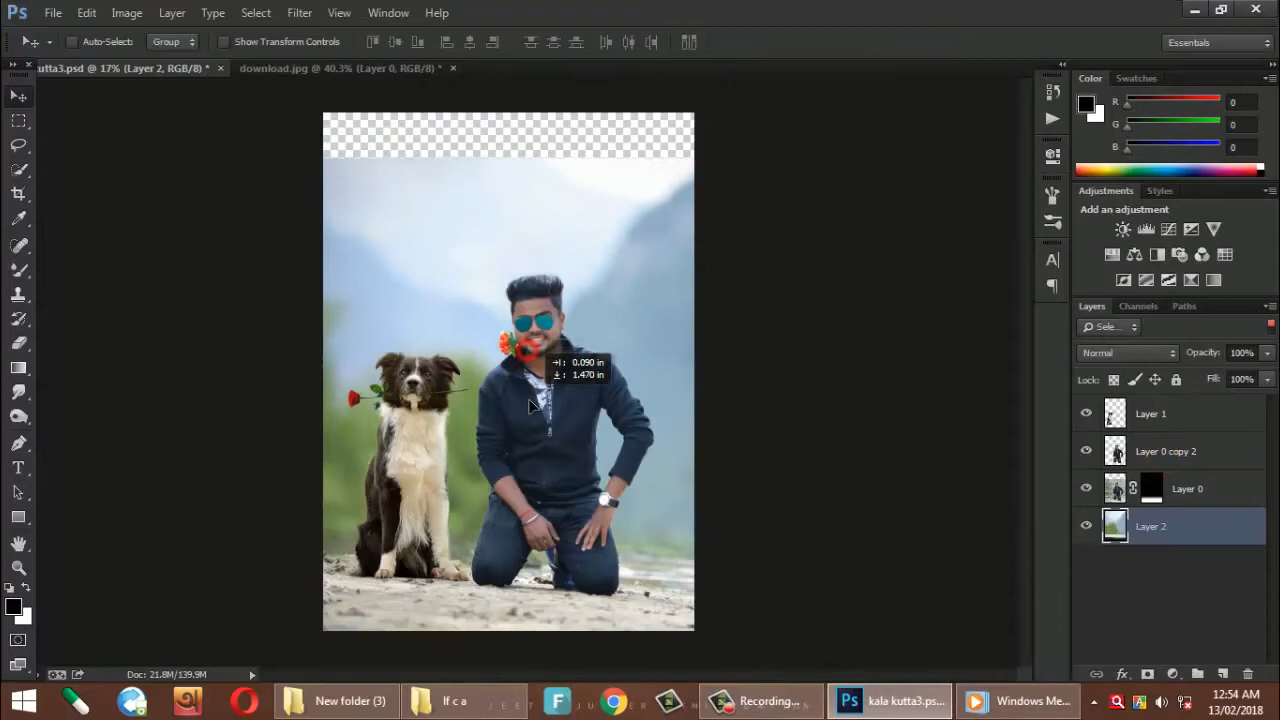 Ps File Edit Image Layer Type Select Filter View Window Help
Auto-Select: Group Show Transform Controls Essentials
kutta3.psd @ 17% (Layer 2, RGB/8) * × download.jpg @ 40.3% (Layer 0, RGB/8) * ×
Color Swatches
R 0
G 0
B 0
Adjustments Styles
Add an adjustment
Layers Channels Paths
Sele...
Normal Opacity: 100%
Lock: Fill: 100%
Layer 1
Layer 0 copy 2
Layer 0
Layer 2
: 0.090 in
: 1.470 in
Doc: 21.8M/139.9M
New folder (3) If c a Recording... Ps kala kutta3.ps... Windows Me...
12:54 AM
13/02/2018